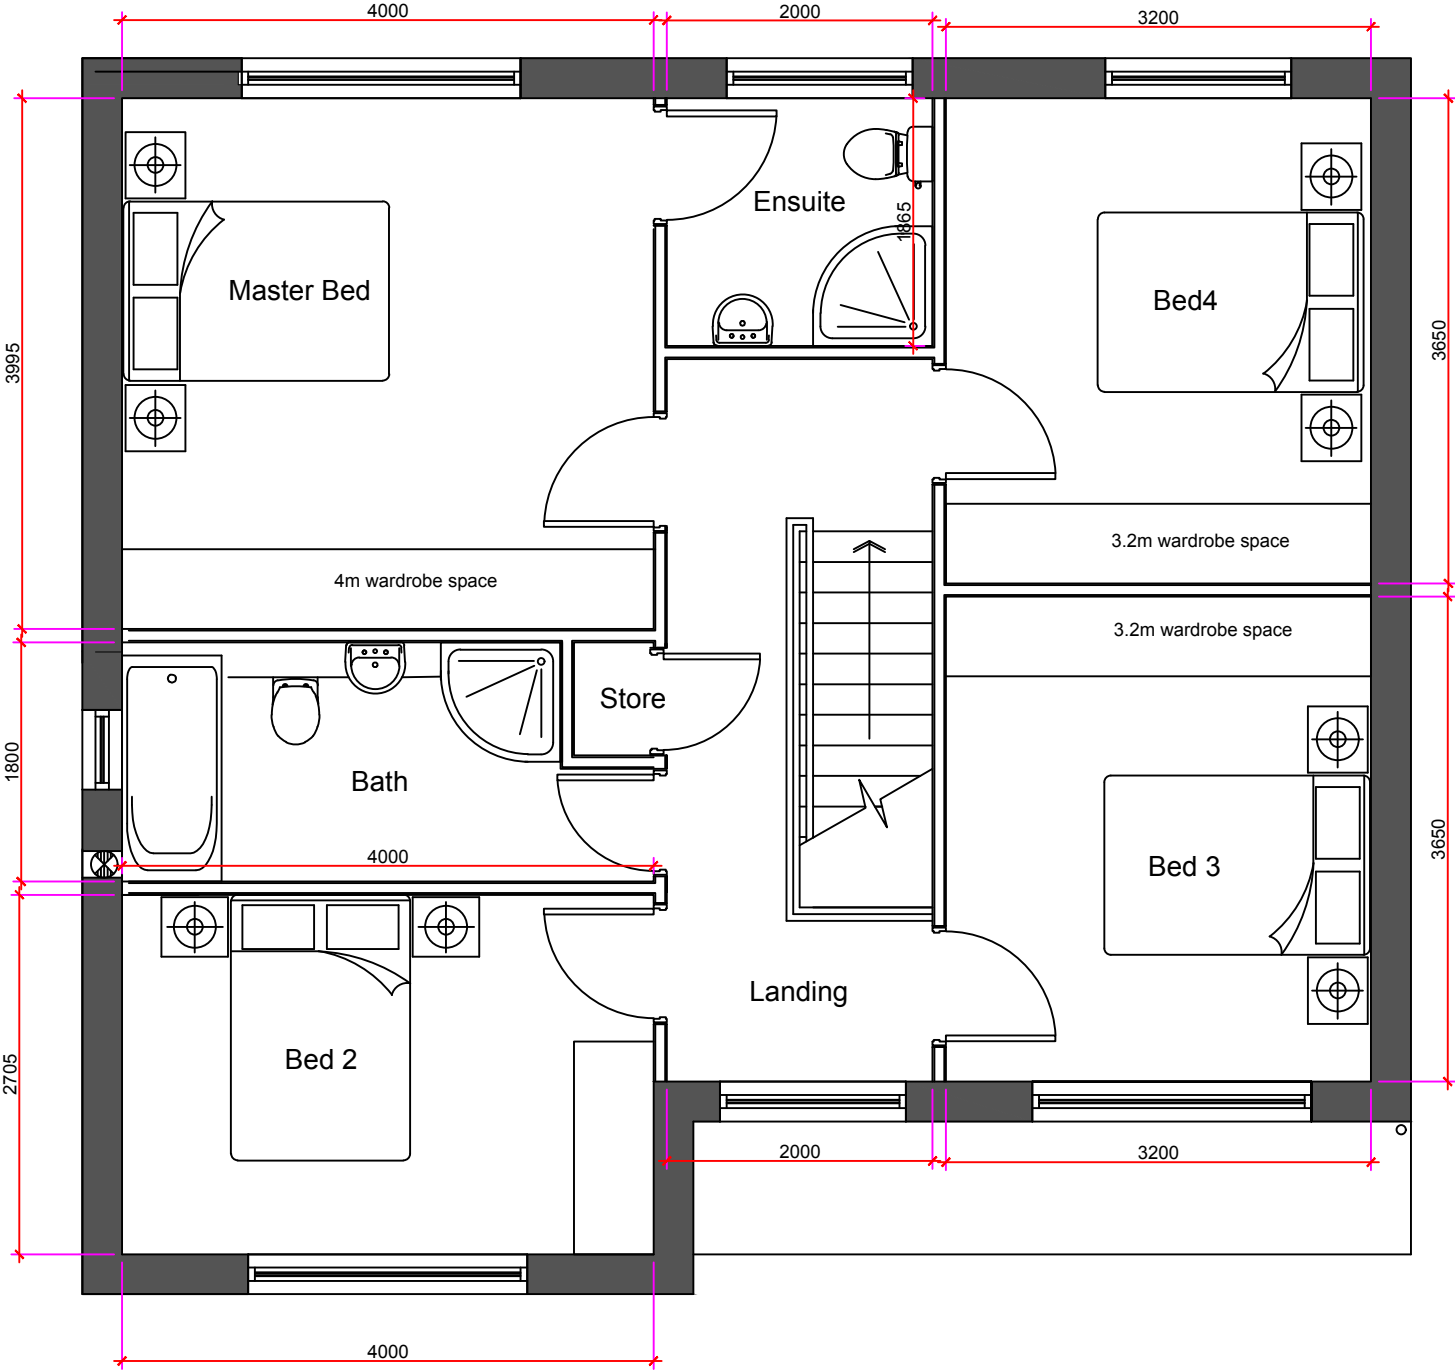 4000
2000
3200
Ensuite
1865
Master Bed
Bed4
3995
3650
3.2m wardrobe space
4m wardrobe space
3.2m wardrobe space
Store
1800
Bath
4000
3650
Bed 3
Landing
Bed 2
2705
2000
3200
4000